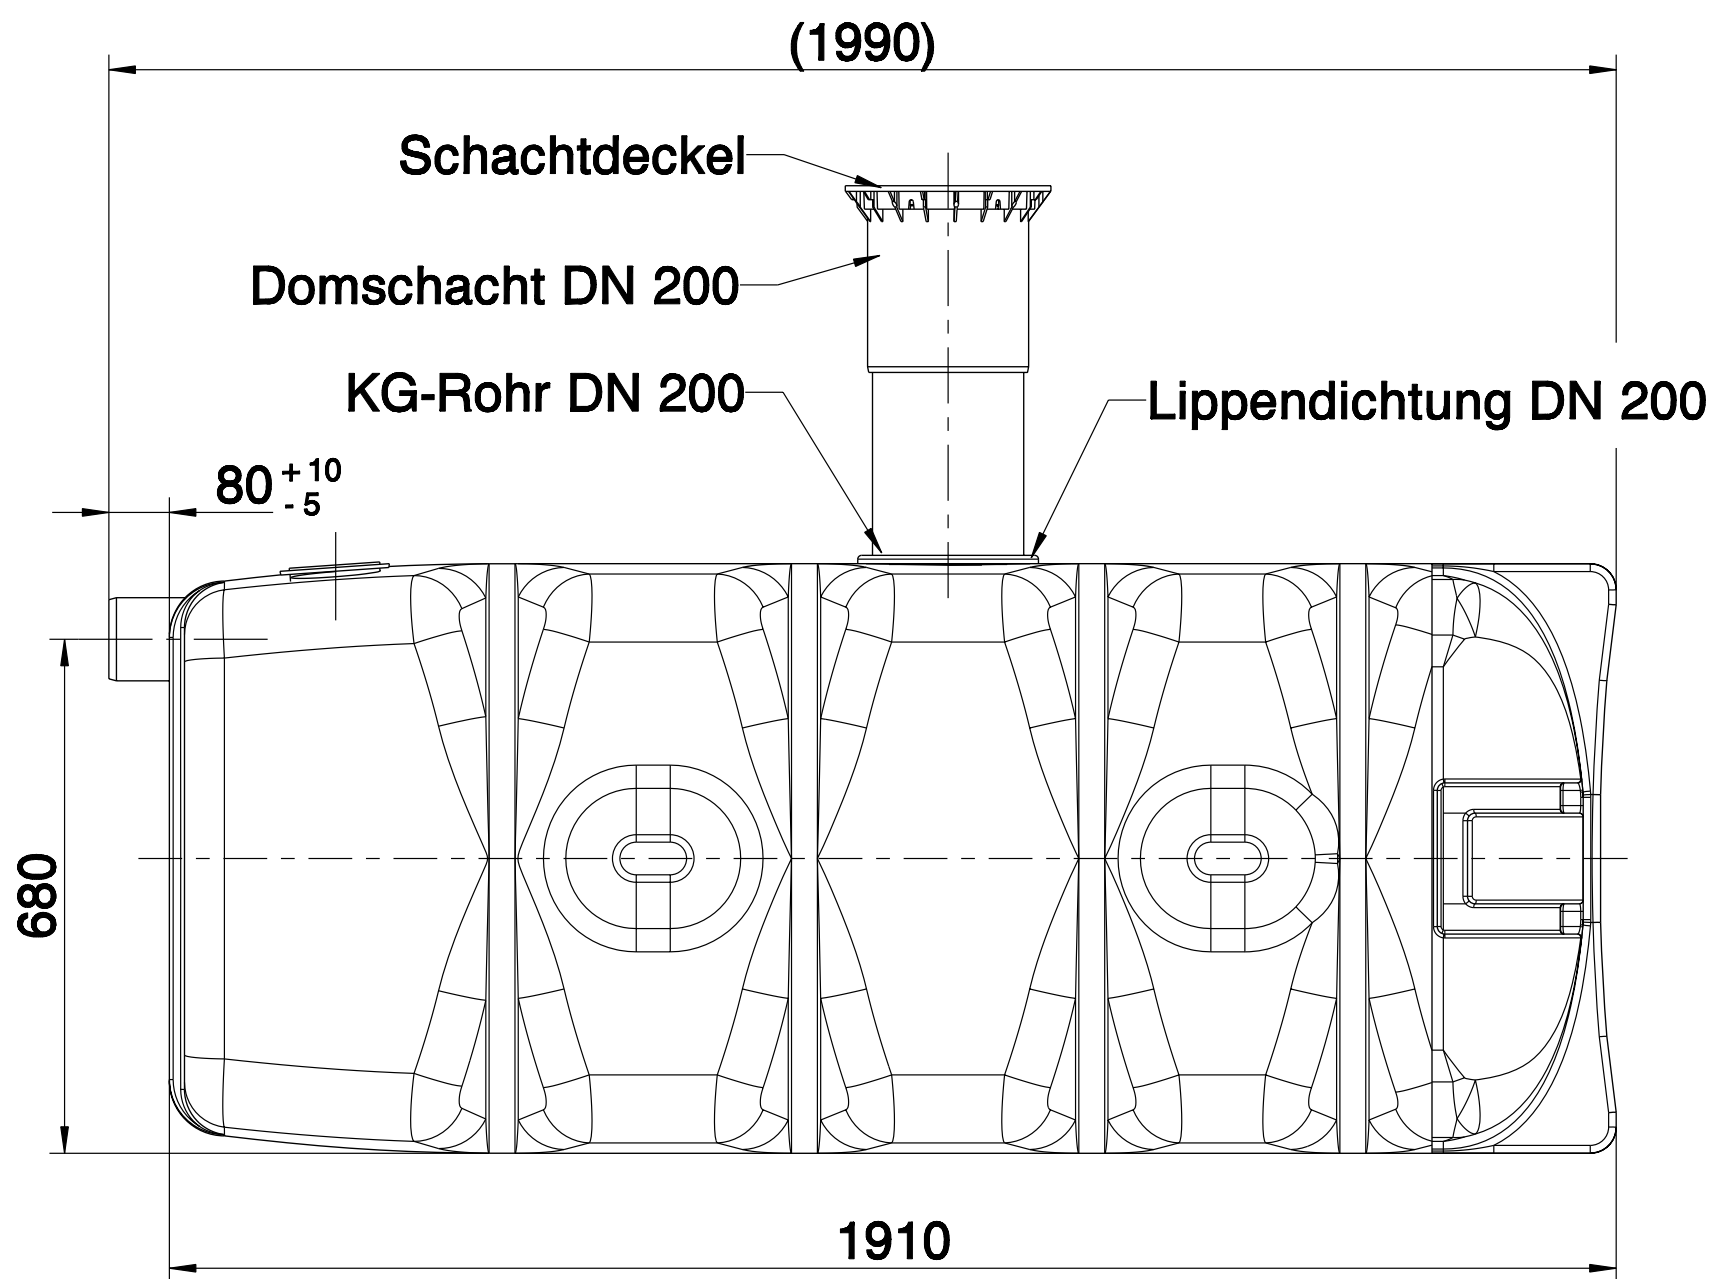 (1990)
Schachtdeckel
Domschacht DN 200
KG-Rohr DN 200
Lippendichtung DN 200
80 +10
- 5
680
1910